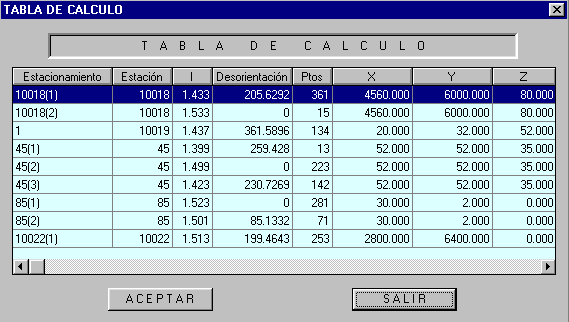 TABLA DE CALCULO
TABLA DE CALCULO
Estacionamiento Estación I Desorientación Ptos X Y Z
10018(1) 10018 1.433 205.6292 361 4560.000 6000.000 80.000
10018(2) 10018 1.533 0 15 4560.000 6000.000 80.000
1 10019 1.437 361.5896 134 20.000 32.000 52.000
45(1) 45 1.399 259.428 13 52.000 52.000 35.000
45(2) 45 1.499 0 223 52.000 52.000 35.000
45(3) 45 1.423 230.7269 142 52.000 52.000 35.000
85(1) 85 1.523 0 281 30.000 2.000 0.000
85(2) 85 1.501 85.1332 71 30.000 2.000 0.000
10022(1) 10022 1.513 199.4643 253 2800.000 6400.000 0.000
ACEPTAR SALIR